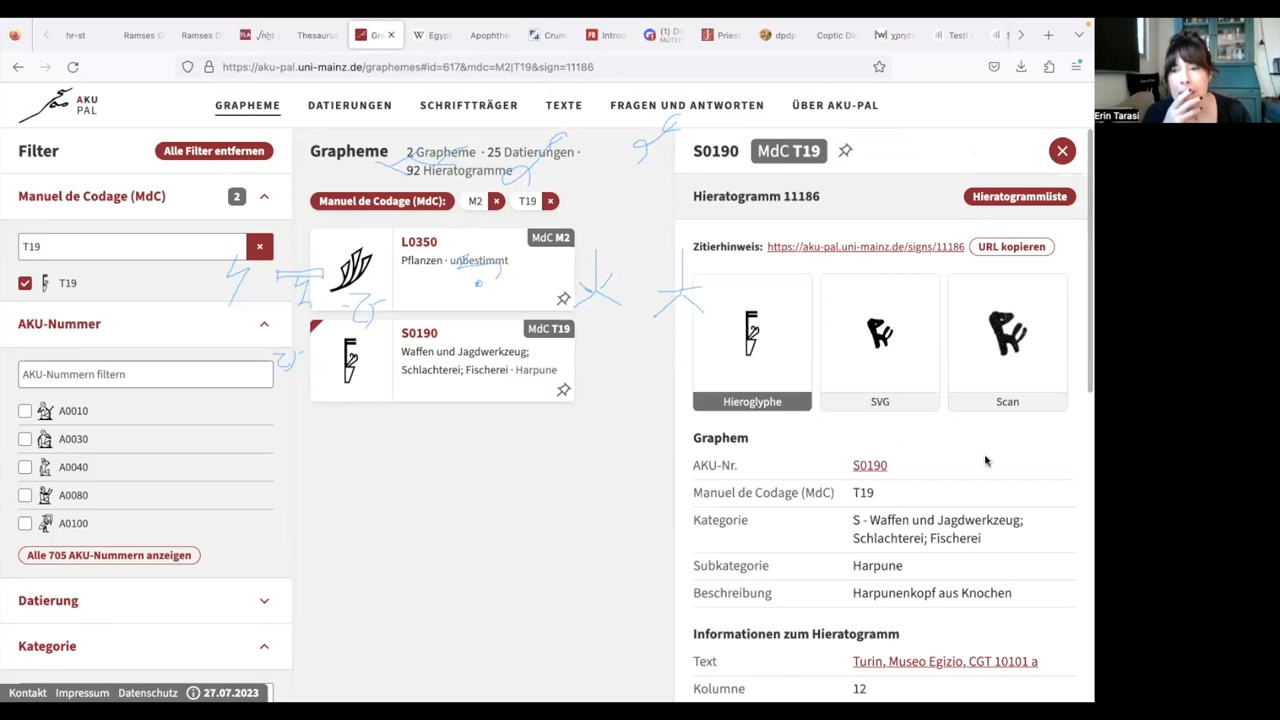 hr-st
Ramses O
Ramses O
TLA
Thesaurus
Gra
Egypt
Apophthe
Crum
Introd
Priest
dpdp
Coptic Dic
Testi
https://aku-pal.uni-mainz.de/graphemes#id=617&mdc=M2|T19&sign=11186
AKU
PAL
GRAPHEME
DATIERUNGEN
SCHRIFTTRÄGER
TEXTE
FRAGEN UND ANTWORTEN
ÜBER AKU-PAL
Erin Tarasi
Filter
Alle Filter entfernen
Manuel de Codage (MdC)
2
T19
T19
AKU-Nummer
AKU-Nummern filtern
A0010
A0030
A0040
A0080
A0100
Alle 705 AKU-Nummern anzeigen
Datierung
Kategorie
Kontakt
Impressum
Datenschutz
27.07.2023
Grapheme
2 Grapheme · 25 Datierungen ·
92 Hieratogramme
Manuel de Codage (MdC):
M2
T19
L0350
MdC M2
Pflanzen · unbestimmt
S0190
MdC T19
Waffen und Jagdwerkzeug;
Schlachterei; Fischerei · Harpune
S0190
MdC T19
Hieratogramm 11186
Hieratogrammliste
Zitierhinweis: https://aku-pal.uni-mainz.de/signs/11186
URL kopieren
Hieroglyphe
SVG
Scan
Graphem
AKU-Nr. S0190
Manuel de Codage (MdC) T19
Kategorie S - Waffen und Jagdwerkzeug;
Schlachterei; Fischerei
Subkategorie Harpune
Beschreibung Harpunenkopf aus Knochen
Informationen zum Hieratogramm
Text Turin, Museo Egizio, CGT 10101 a
Kolumne 12